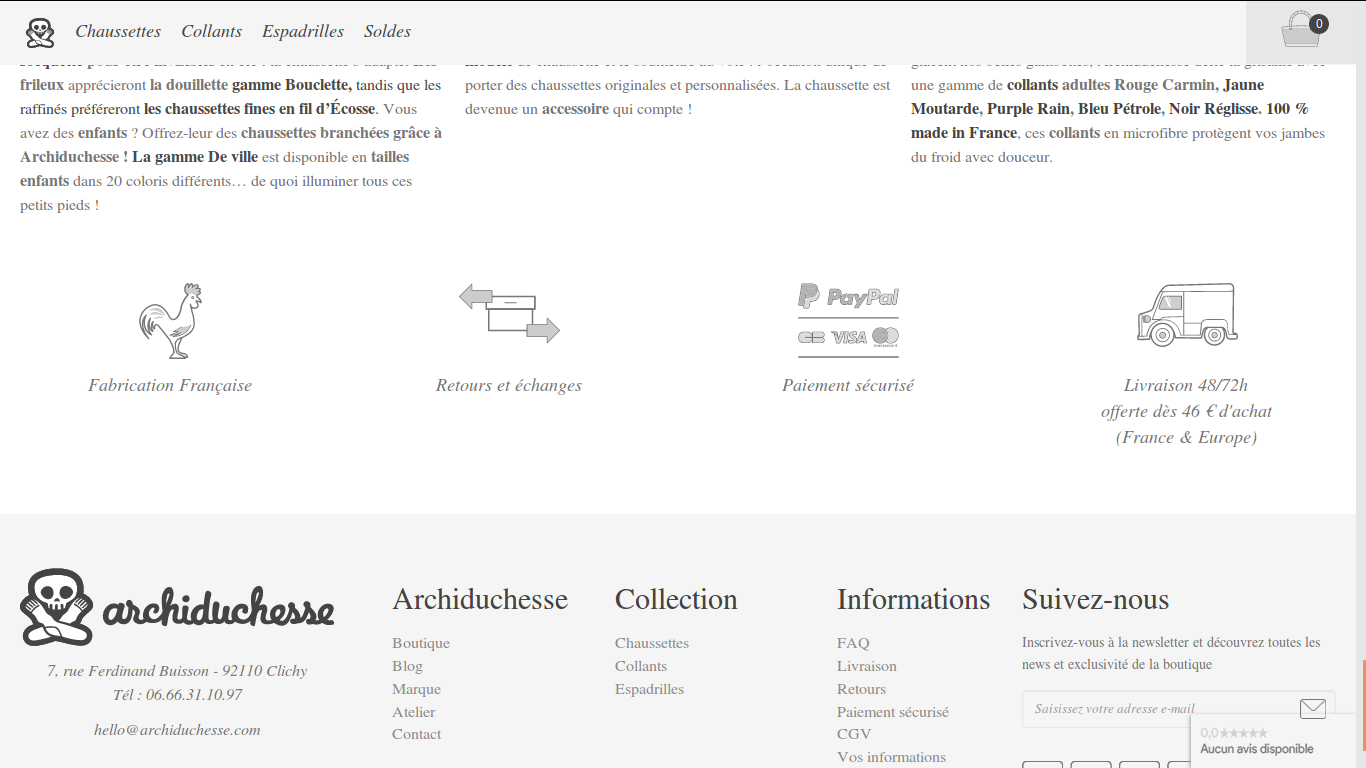 Chaussettes Collants Espadrilles Soldes
0
frileux apprécieront la douillette gamme Bouclette, tandis que les
raffinés préféreront les chaussettes fines en fil d’Écosse. Vous
avez des enfants ? Offrez-leur des chaussettes branchées grâce à
Archiduchesse ! La gamme De ville est disponible en tailles
enfants dans 20 coloris différents… de quoi illuminer tous ces
petits pieds !
porter des chaussettes originales et personnalisées. La chaussette est
devenue un accessoire qui compte !
une gamme de collants adultes Rouge Carmin, Jaune
Moutarde, Purple Rain, Bleu Pétrole, Noir Réglisse. 100 %
made in France, ces collants en microfibre protègent vos jambes
du froid avec douceur.
Fabrication Française
Retours et échanges
PayPal
CB VISA mastercard
Paiement sécurisé
Livraison 48/72h
offerte dès 46 € d'achat
(France & Europe)
archiduchesse
7, rue Ferdinand Buisson - 92110 Clichy
Tél : 06.66.31.10.97
hello@archiduchesse.com
Archiduchesse
Boutique
Blog
Marque
Atelier
Contact
Collection
Chaussettes
Collants
Espadrilles
Informations
FAQ
Livraison
Retours
Paiement sécurisé
CGV
Vos informations
Suivez-nous
Inscrivez-vous à la newsletter et découvrez toutes les
news et exclusivité de la boutique
Saisissez votre adresse e-mail
0,0★★★★★
Aucun avis disponible